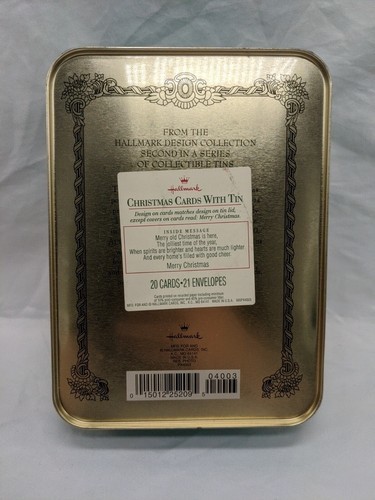 FROM THE
HALLMARK DESIGN COLLECTION
SECOND IN A SERIES
OF COLLECTIBLE TINS
Hallmark
CHRISTMAS CARDS WITH TIN
Design on cards matches design on tin lid,
except covers on cards read: Merry Christmas.
INSIDE MESSAGE
Merry old Christmas is here,
The jolliest time of the year,
When spirits are brighter and hearts are much lighter
And every home's filled with good cheer.
Merry Christmas
20 CARDS•21 ENVELOPES
Hallmark
MADE IN U.S.A.
04003
0 15012 25209 5